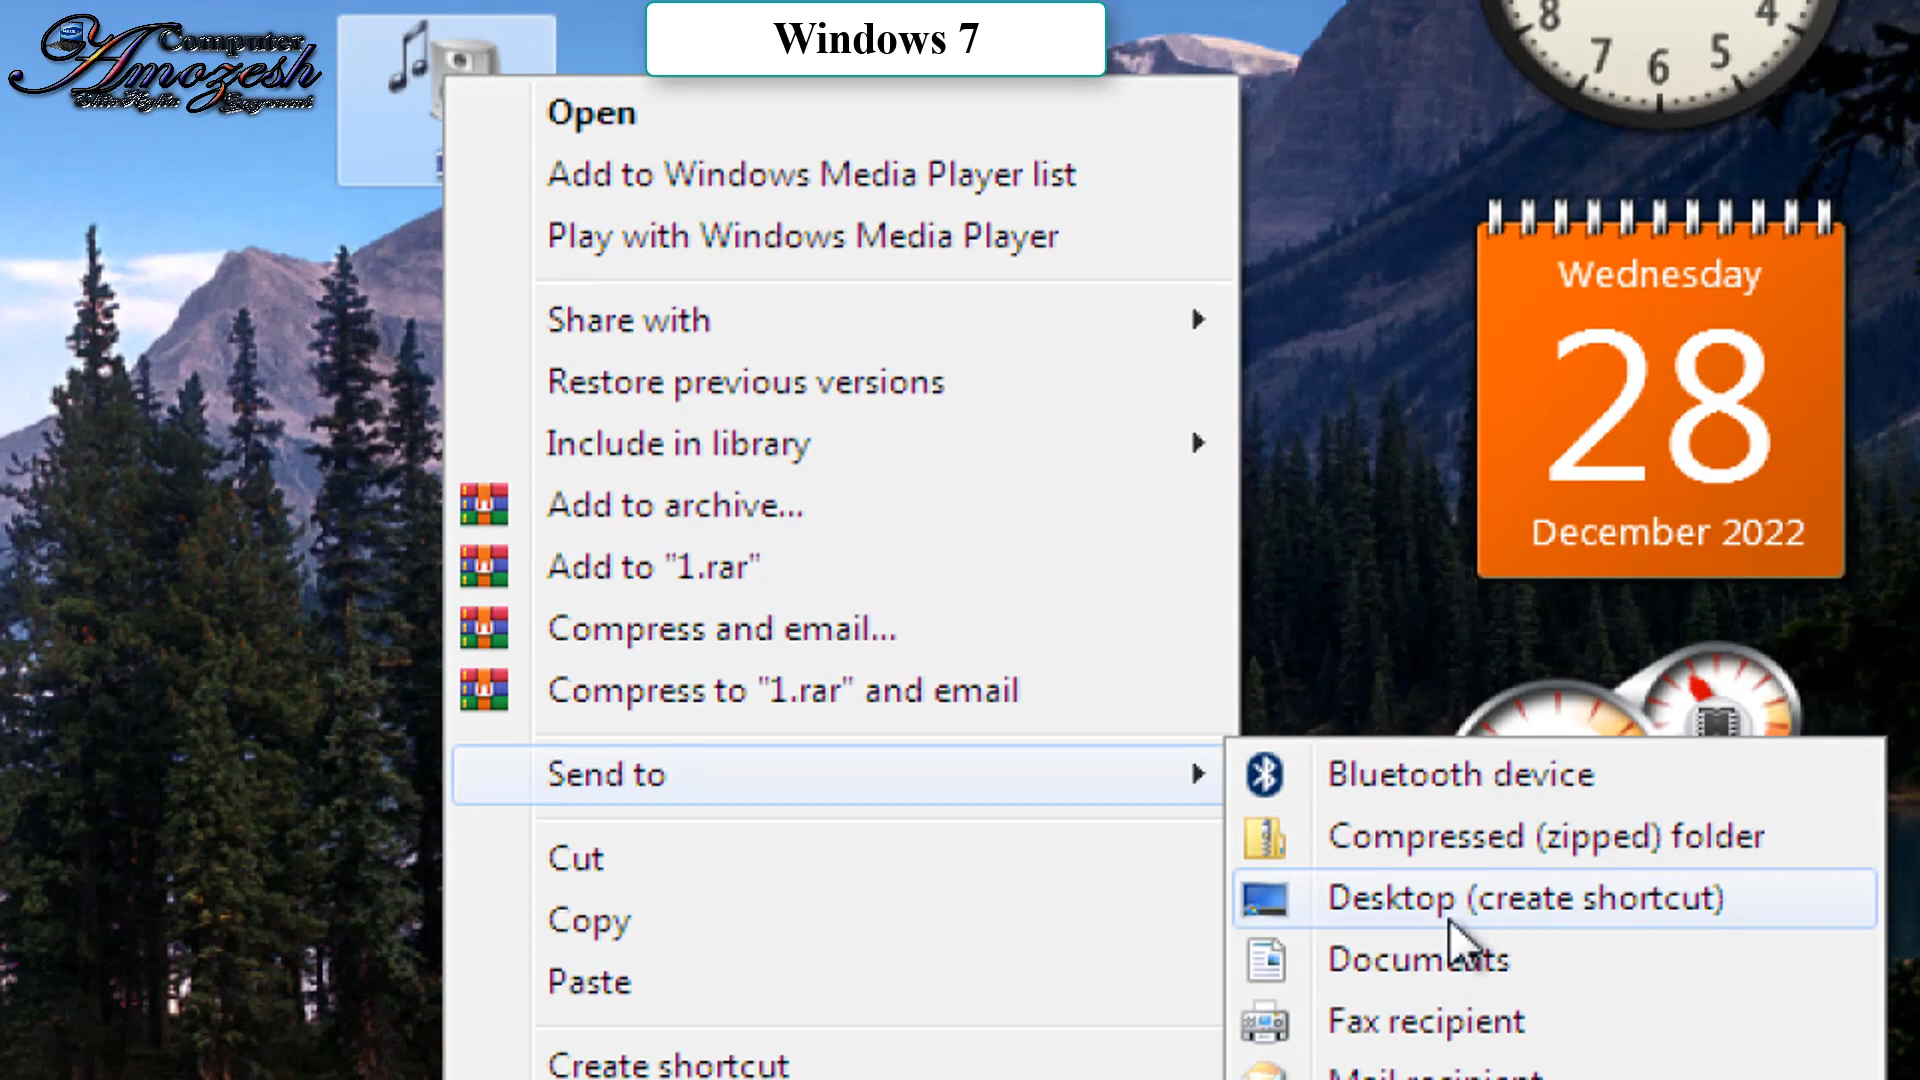 Computer
Amozesh
Windows 7
8 7 6 5 4
Open
Add to Windows Media Player list
Play with Windows Media Player
Share with
Restore previous versions
Include in library
Add to archive...
Add to "1.rar"
Compress and email...
Compress to "1.rar" and email
Send to
Cut
Copy
Paste
Create shortcut
Wednesday
28
December 2022
Bluetooth device
Compressed (zipped) folder
Desktop (create shortcut)
Documents
Fax recipient
Mail recipient